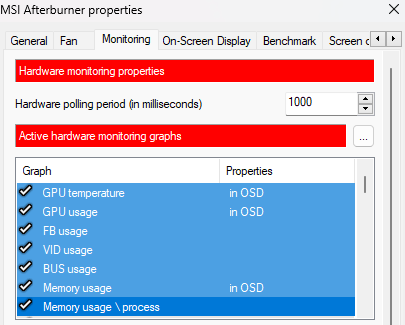 MSI Afterburner properties
General Fan Monitoring On-Screen Display Benchmark Screen c
Hardware monitoring properties
Hardware polling period (in milliseconds) 1000
Active hardware monitoring graphs ...
Graph Properties
GPU temperature in OSD
GPU usage in OSD
FB usage
VID usage
BUS usage
Memory usage in OSD
Memory usage \ process